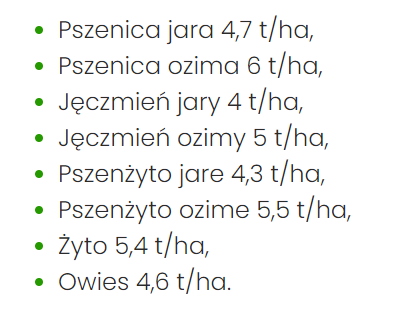 Pszenica jara 4,7 t/ha,
Pszenica ozima 6 t/ha,
Jęczmień jary 4 t/ha,
Jęczmień ozimy 5 t/ha,
Pszenżyto jare 4,3 t/ha,
Pszenżyto ozime 5,5 t/ha,
Żyto 5,4 t/ha,
Owies 4,6 t/ha.